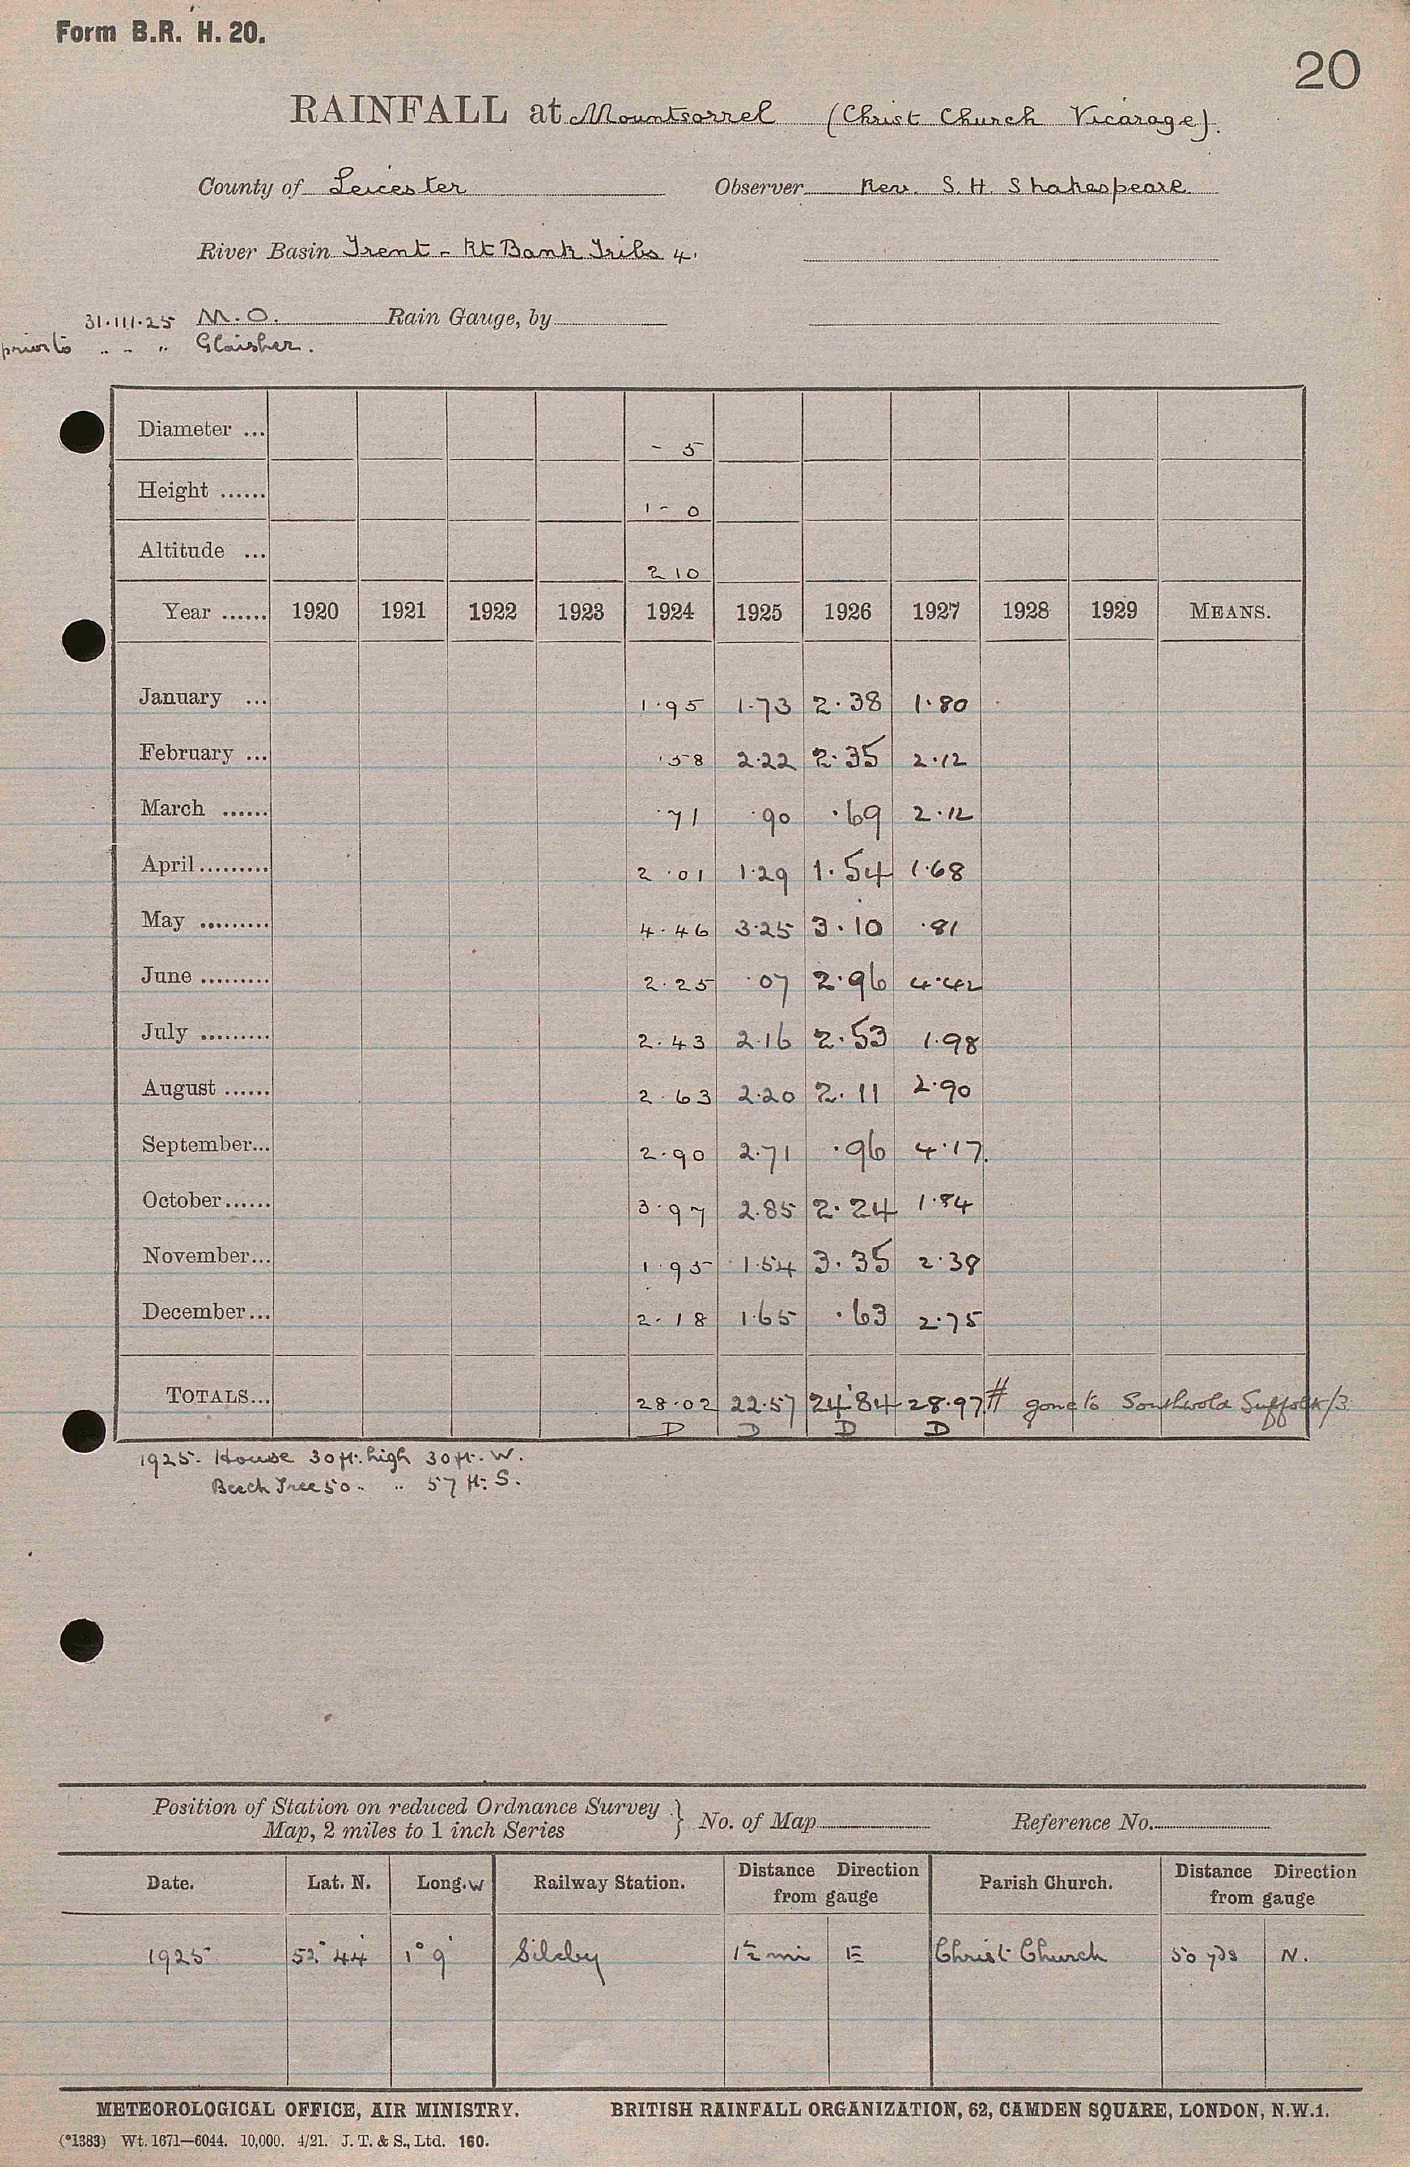 Form B.R. H. 20.
20
RAINFALL at Mountsorrel (Christ Church Vicarage).
County of Leicester Observer Rev. S. H. Shakespeare
River Basin Trent - Rt Bank Tribs 4.
31.III.25 M.O. Rain Gauge, by
prior to .. .. .. Glaisher.
Diameter ... - 5
Height ...... 1 - 0
Altitude ... 210
Year ...... 1920 1921 1922 1923 1924 1925 1926 1927 1928 1929 MEANS.
January ... 1.95 1.73 2.38 1.80
February ... .58 2.22 2.35 2.12
March ...... .71 .90 .69 2.12
April......... 2.01 1.29 1.54 1.68
May ......... 4.46 3.25 3.10 .81
June ......... 2.25 .07 2.96 4.42
July ......... 2.43 2.16 2.53 1.98
August ...... 2.63 2.20 2.11 2.90
September... 2.90 2.71 .96 4.17.
October...... 3.97 2.85 2.24 1.84
November... 1.95 1.54 3.35 2.38
December... 2.18 1.65 .63 2.75
TOTALS... 28.02 22.57 24.84 28.97 # gone to Southwold Suffolk/3.
D D D D
1925. House 30 ft. high 30 ft. W.
Beech Tree 50 .. .. 57 ft. S.
Position of Station on reduced Ordnance Survey
Map, 2 miles to 1 inch Series } No. of Map Reference No.
Date. Lat. N. Long. W Railway Station. Distance Direction from gauge Parish Church. Distance Direction from gauge
1925 52° 44' 1° 9' Sileby 1½ mi E Christ Church 50 yds N.
METEOROLOGICAL OFFICE, AIR MINISTRY. BRITISH RAINFALL ORGANIZATION, 62, CAMDEN SQUARE, LONDON, N.W.1.
(*1383) Wt. 1671—6044. 10,000. 4/21. J. T. & S., Ltd. 160.